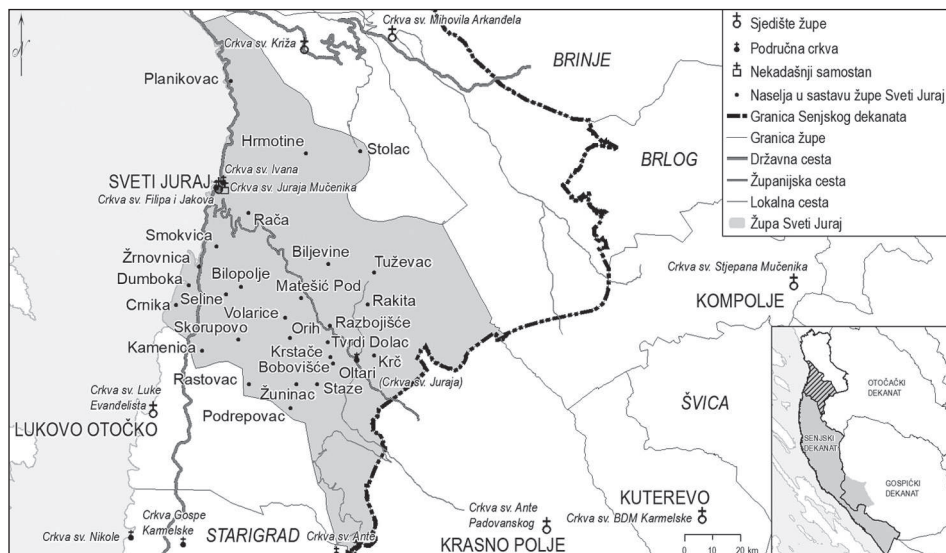 Crkva sv. Križa
Crkva sv. Mihovila Arkanđela
BRINJE
Planikovac
Hrmotine
Stolac
BRLOG
Crkva sv. Ivana
SVETI JURAJ
Crkva sv. Juraja Mučenika
Crkva sv. Filipa i Jakova
Rača
Smokvica
Žrnovnica
Biljevine
Tuževac
Dumboka
Bilopolje
Matešić Pod
Crnika
Seline
Rakita
Volarice
Skorupovo
Orih
Razbojišće
Tvrdi Dolac
Kamenica
Krstače
Krč
Bobovišće
Oltari
Rastovac
(Crkva sv. Juraja)
Staze
Žuninac
Podrepovac
Crkva sv. Luke
Evanđelista
LUKOVO OTOČKO
Crkva sv. Stjepana Mučenika
KOMPOLJE
ŠVICA
KUTEREVO
Crkva sv. BDM Karmelske
Crkva sv. Ante
Padovanskog
KRASNO POLJE
Crkva Gospe
Karmelske
Crkva sv. Nikole
STARIGRAD
Crkva sv. Ante
0 20 km
Sjedište župe
Područna crkva
Nekadašnji samostan
Naselja u sastavu župe Sveti Juraj
Granica Senjskog dekanata
Granica župe
Državna cesta
Županijska cesta
Lokalna cesta
Župa Sveti Juraj
OTOČAČKI
DEKANAT
SENJSKI
DEKANAT
GOSPIĆKI
DEKANAT